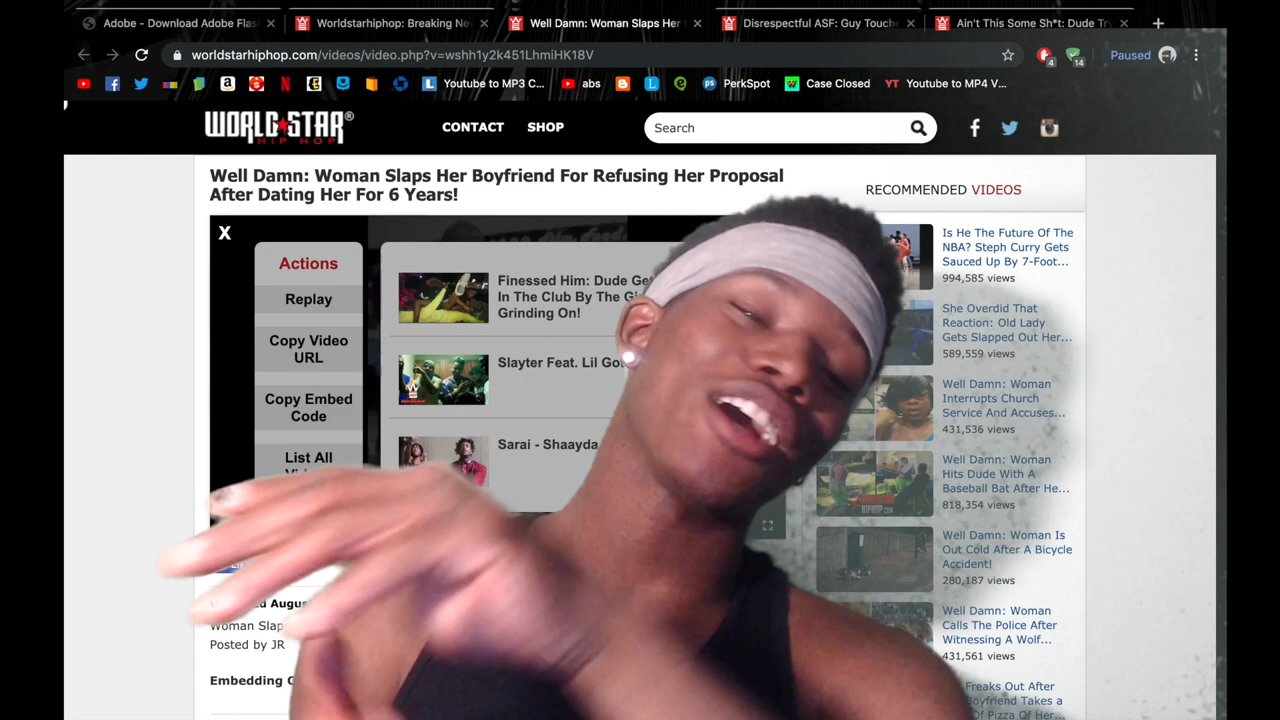 Adobe - Download Adobe Flas
Worldstarhiphop: Breaking Ne
Well Damn: Woman Slaps Her
Disrespectful ASF: Guy Touch
Ain't This Some Sh*t: Dude Tr
worldstarhiphop.com/videos/video.php?v=wshh1y2k451LhmiHK18V
4
14
Paused
Youtube to MP3 C...
abs
PerkSpot
Case Closed
YT Youtube to MP4 V...
WORLD STAR®
HIP HOP
CONTACT
SHOP
Search
Well Damn: Woman Slaps Her Boyfriend For Refusing Her Proposal
After Dating Her For 6 Years!
X
Actions
Replay
Copy Video
URL
Copy Embed
Code
List All
Finessed Him: Dude Get
In The Club By The Gi
Grinding On!
Slayter Feat. Lil Go
Sarai - Shaayda
August
Woman Slap
Posted by JR
Embedding C
RECOMMENDED VIDEOS
Is He The Future Of The
NBA? Steph Curry Gets
Sauced Up By 7-Foot...
994,585 views
She Overdid That
Reaction: Old Lady
Gets Slapped Out Her...
589,559 views
Well Damn: Woman
Interrupts Church
Service And Accuses...
431,536 views
Well Damn: Woman
Hits Dude With A
Baseball Bat After He...
818,354 views
Well Damn: Woman Is
Out Cold After A Bicycle
Accident!
280,187 views
Well Damn: Woman
Calls The Police After
Witnessing A Wolf...
431,561 views
Freaks Out After
Boyfriend Takes a
Of Pizza Of Her...